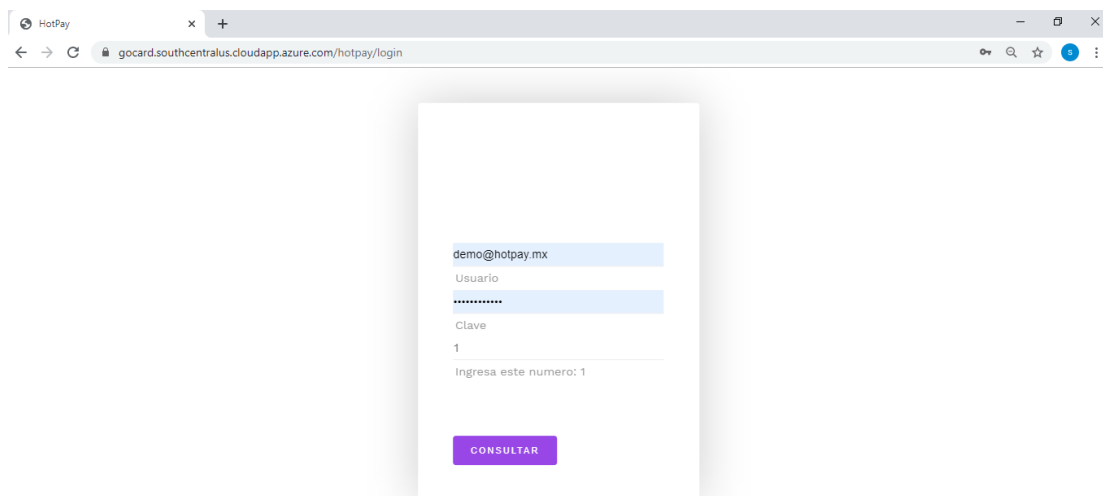 HotPay
gocard.southcentralus.cloudapp.azure.com/hotpay/login
S
demo@hotpay.mx
Usuario
••••••••••••
Clave
1
Ingresa este numero: 1
CONSULTAR